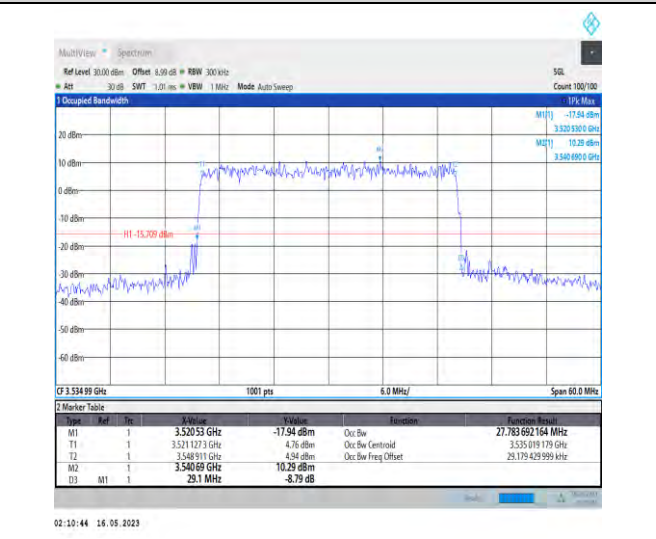 MultiView Spectrum
Ref Level 30.00 dBm Offset 8.99 dB RBW 300 kHz SGL
Att 30 dB SWT 1.01 ms VBW 1 MHz Mode Auto Sweep Count 100/100
1 Occupied Bandwidth 1Pk Max
M1[1] -17.94 dBm
3.520 530 0 GHz
20 dBm
M2[1] 10.29 dBm
3.540 690 0 GHz
10 dBm
0 dBm
-10 dBm
H1 -15.709 dBm
-20 dBm
-30 dBm
-40 dBm
-50 dBm
-60 dBm
CF 3.534 99 GHz 1001 pts 6.0 MHz/ Span 60.0 MHz
2 Marker Table
Type Ref Trc X-Value Y-Value Function Function Result
M1 1 3.52053 GHz -17.94 dBm Occ Bw 27.783 692 164 MHz
T1 1 3.521 127 3 GHz 4.76 dBm Occ Bw Centroid 3.535 019 179 GHz
T2 1 3.548 911 GHz 4.94 dBm Occ Bw Freq Offset 29.179 429 999 kHz
M2 1 3.540 69 GHz 10.29 dBm
D3 M1 1 29.1 MHz -8.79 dB
02:10:44 16.05.2023